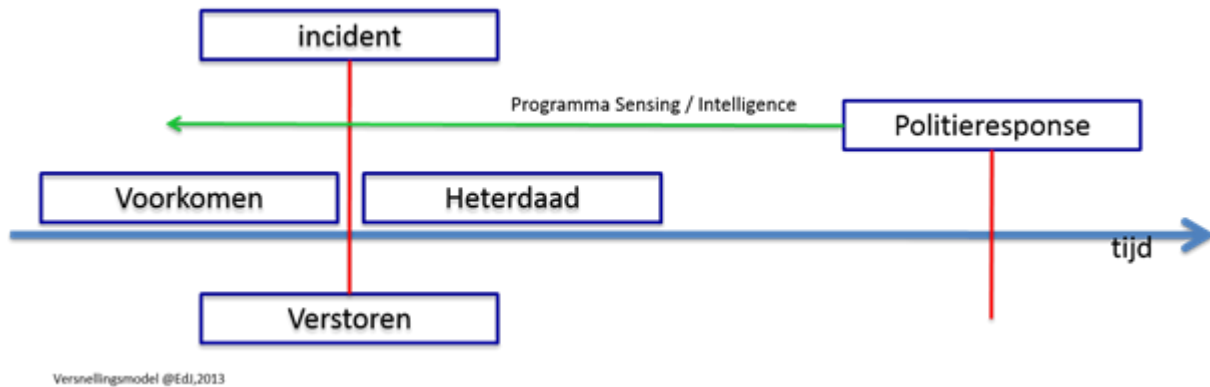 incident
Programma Sensing / Intelligence
Politieresponse
Voorkomen
Heterdaad
tijd
Verstoren
Versnellingsmodel @EdJ,2013